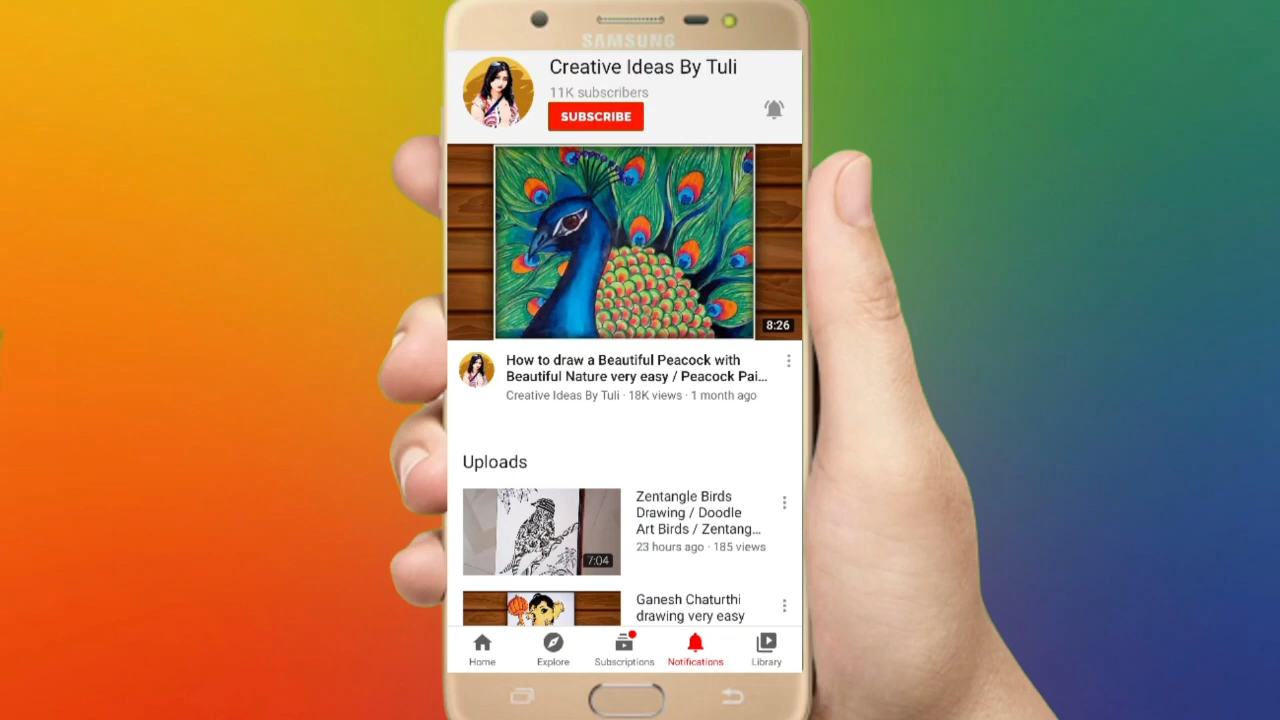 SAMSUNG
Creative Ideas By Tuli
11K subscribers
SUBSCRIBE
8:26
How to draw a Beautiful Peacock with
Beautiful Nature very easy / Peacock Pai...
Creative Ideas By Tuli · 18K views · 1 month ago
Uploads
Zentangle Birds
Drawing / Doodle
Art Birds / Zentang...
23 hours ago · 185 views
7:04
Ganesh Chaturthi
drawing very easy
Home
Explore
Subscriptions
Notifications
Library